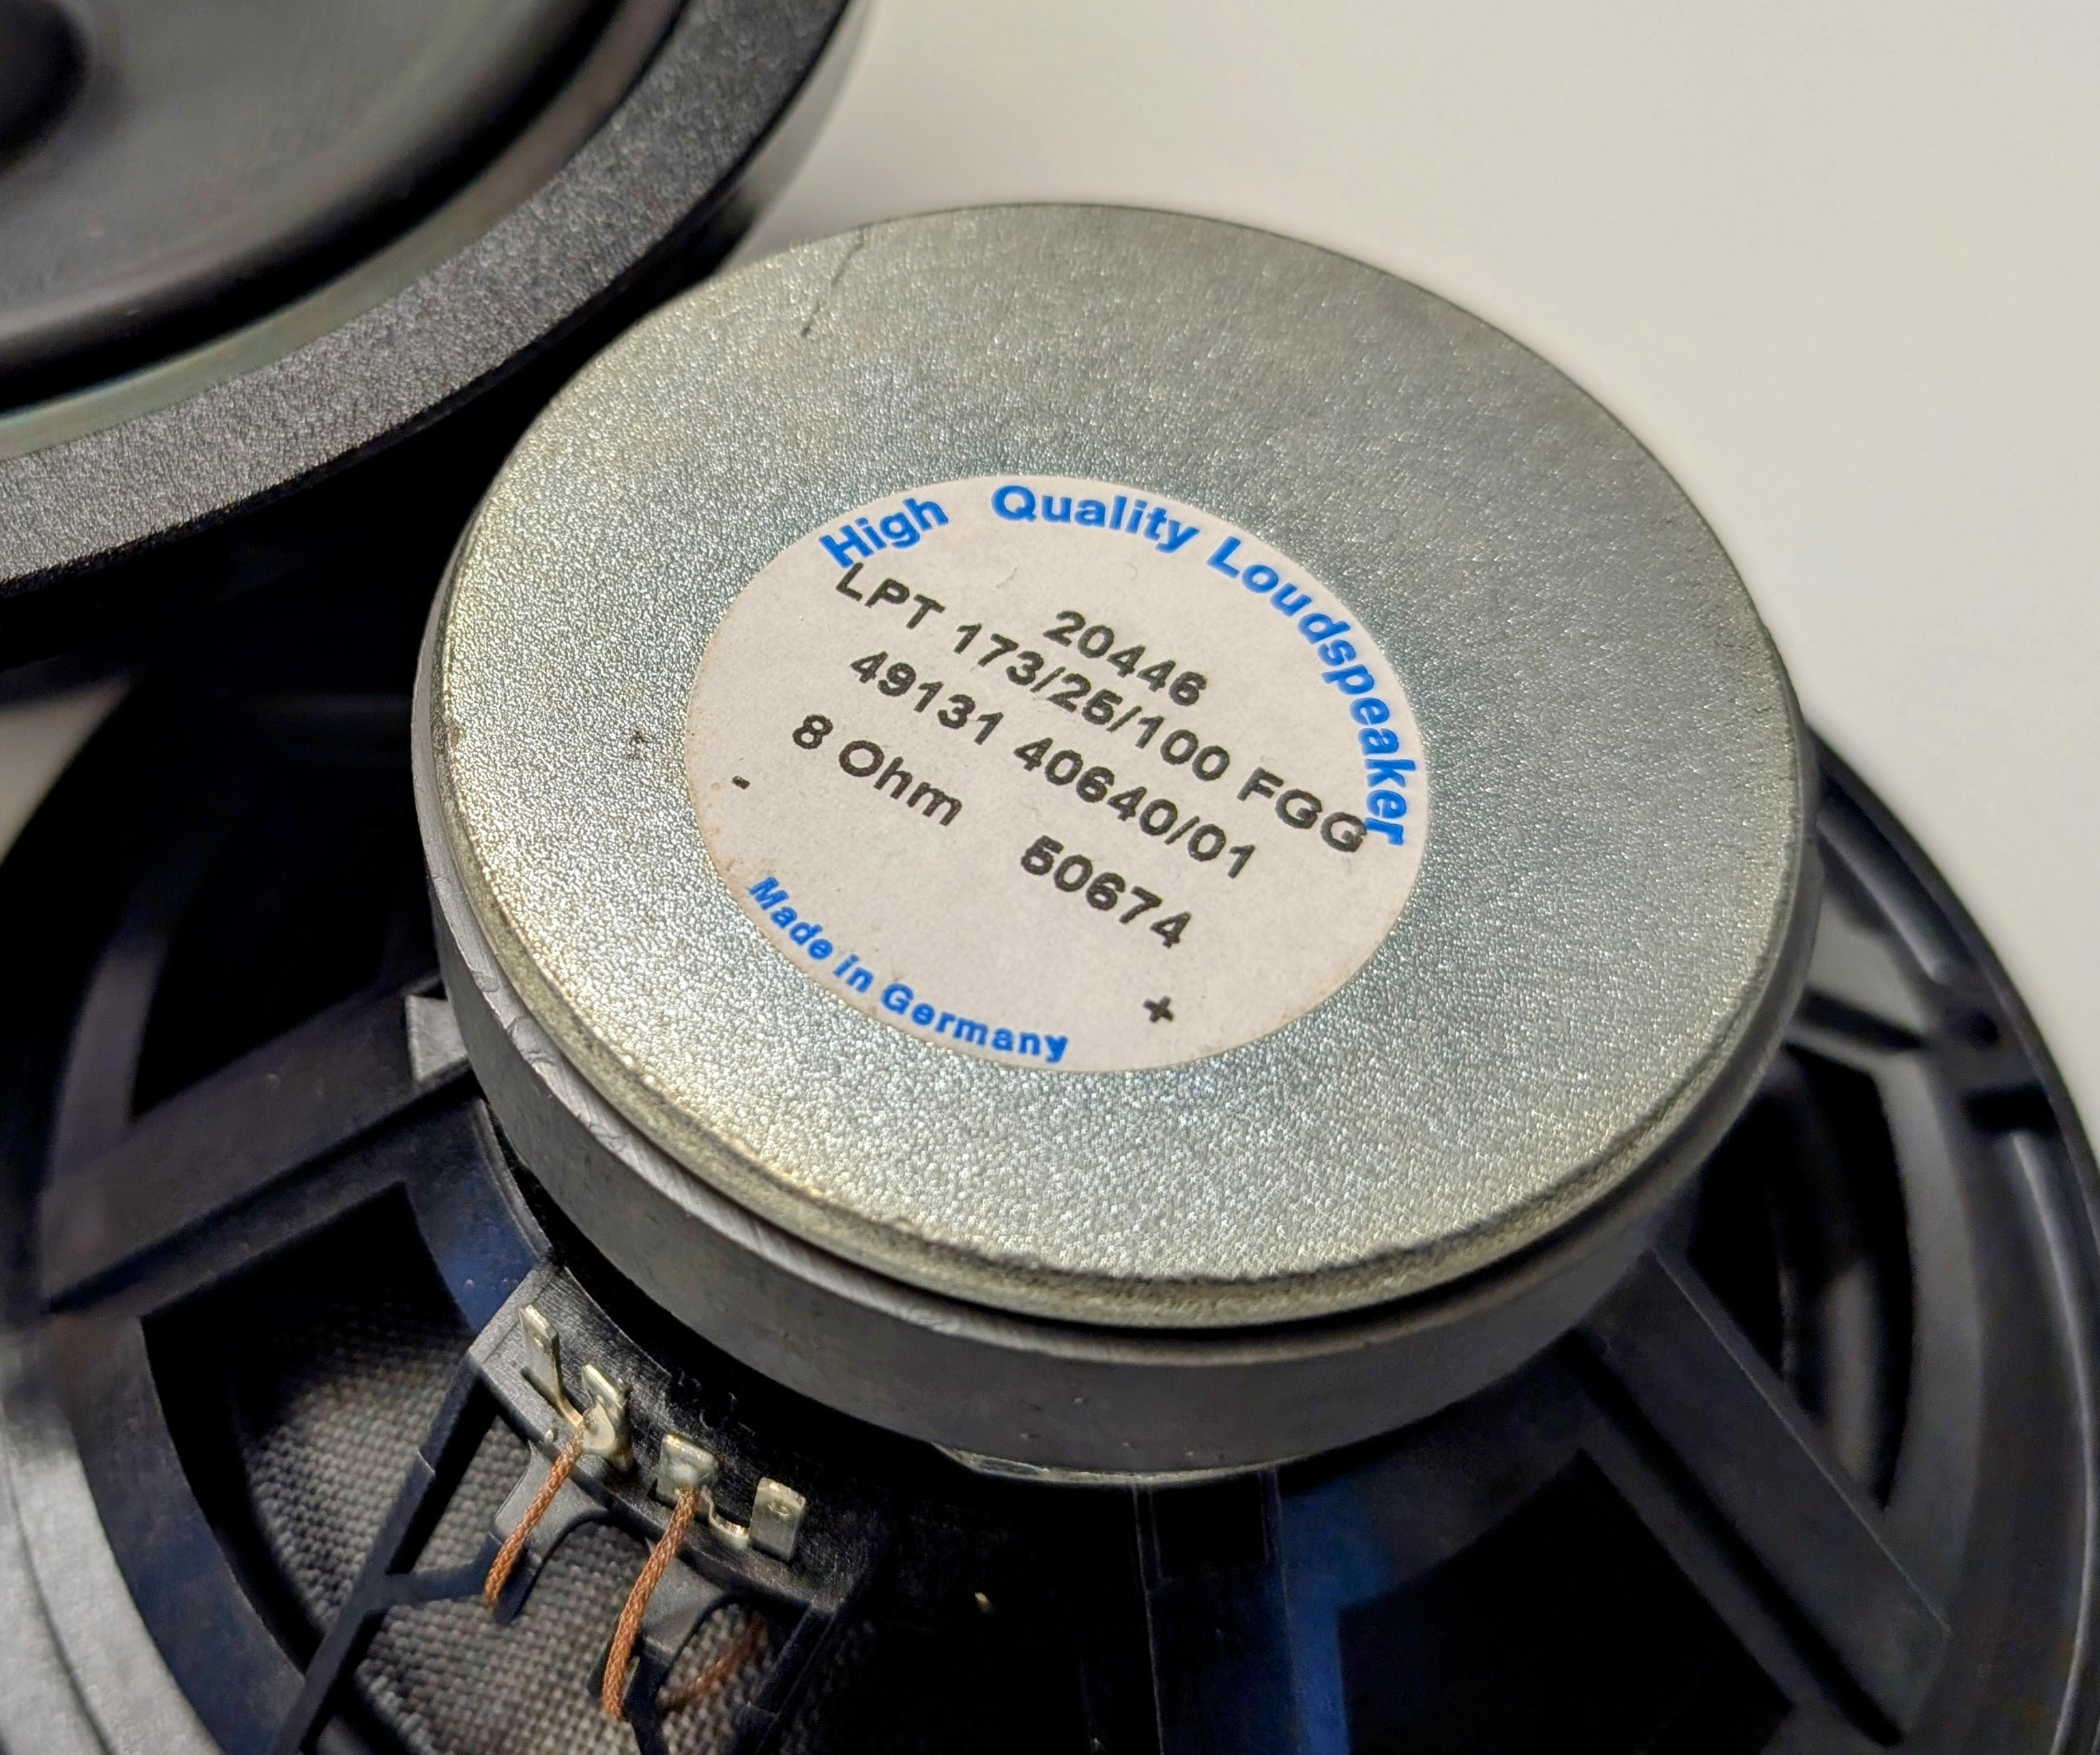 High Quality Loudspeaker
20446
LPT 173/25/100 FGG
49131 40640/01
8 Ohm 50674
- +
Made in Germany